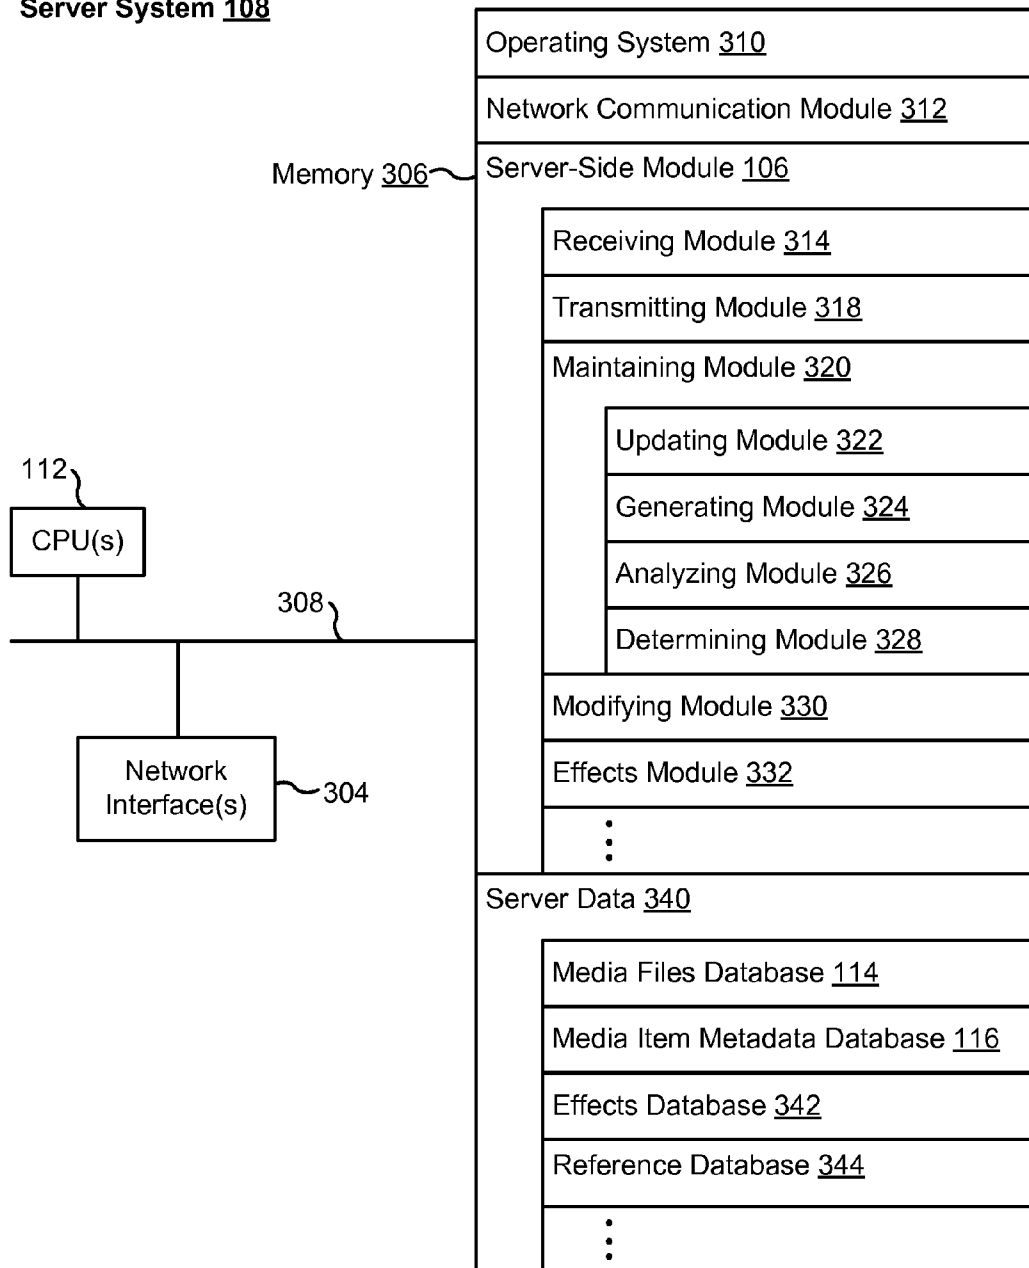 Server System 108
Operating System 310
Network Communication Module 312
Memory 306
Server-Side Module 106
Receiving Module 314
Transmitting Module 318
Maintaining Module 320
Updating Module 322
Generating Module 324
Analyzing Module 326
Determining Module 328
Modifying Module 330
Effects Module 332
112
CPU(s)
308
Network
Interface(s)
304
Server Data 340
Media Files Database 114
Media Item Metadata Database 116
Effects Database 342
Reference Database 344